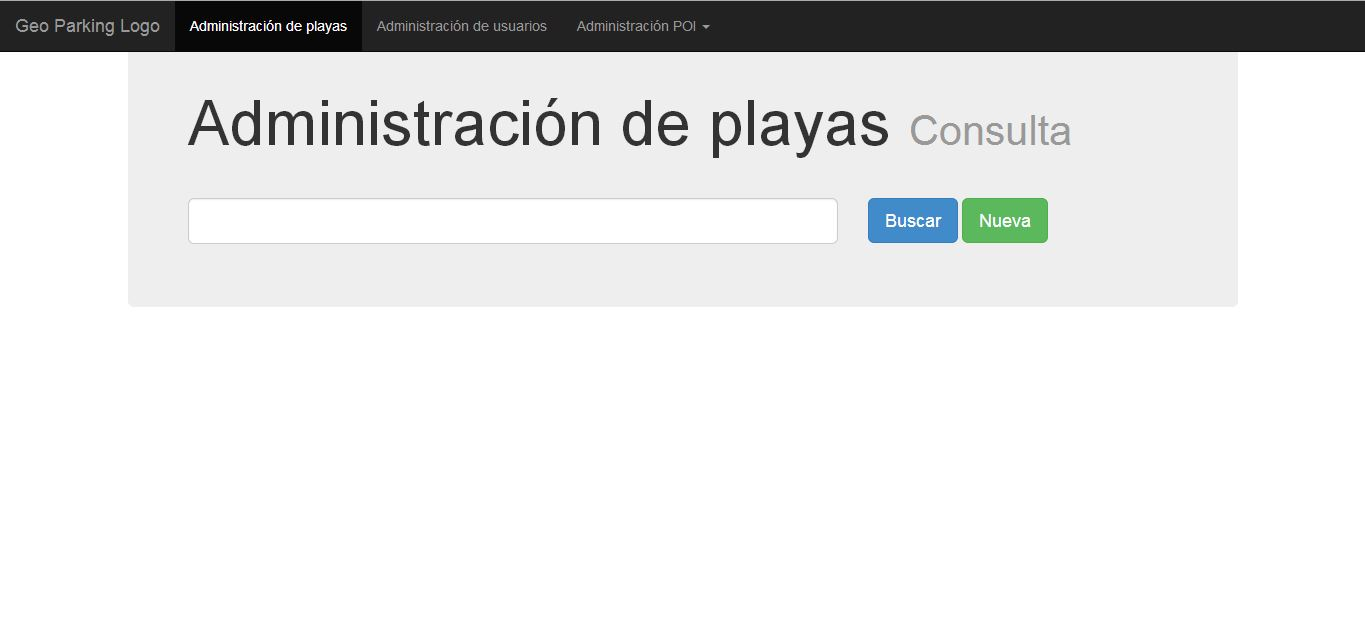 Geo Parking Logo Administración de playas Administración de usuarios Administración POI
Administración de playas Consulta
Buscar Nueva